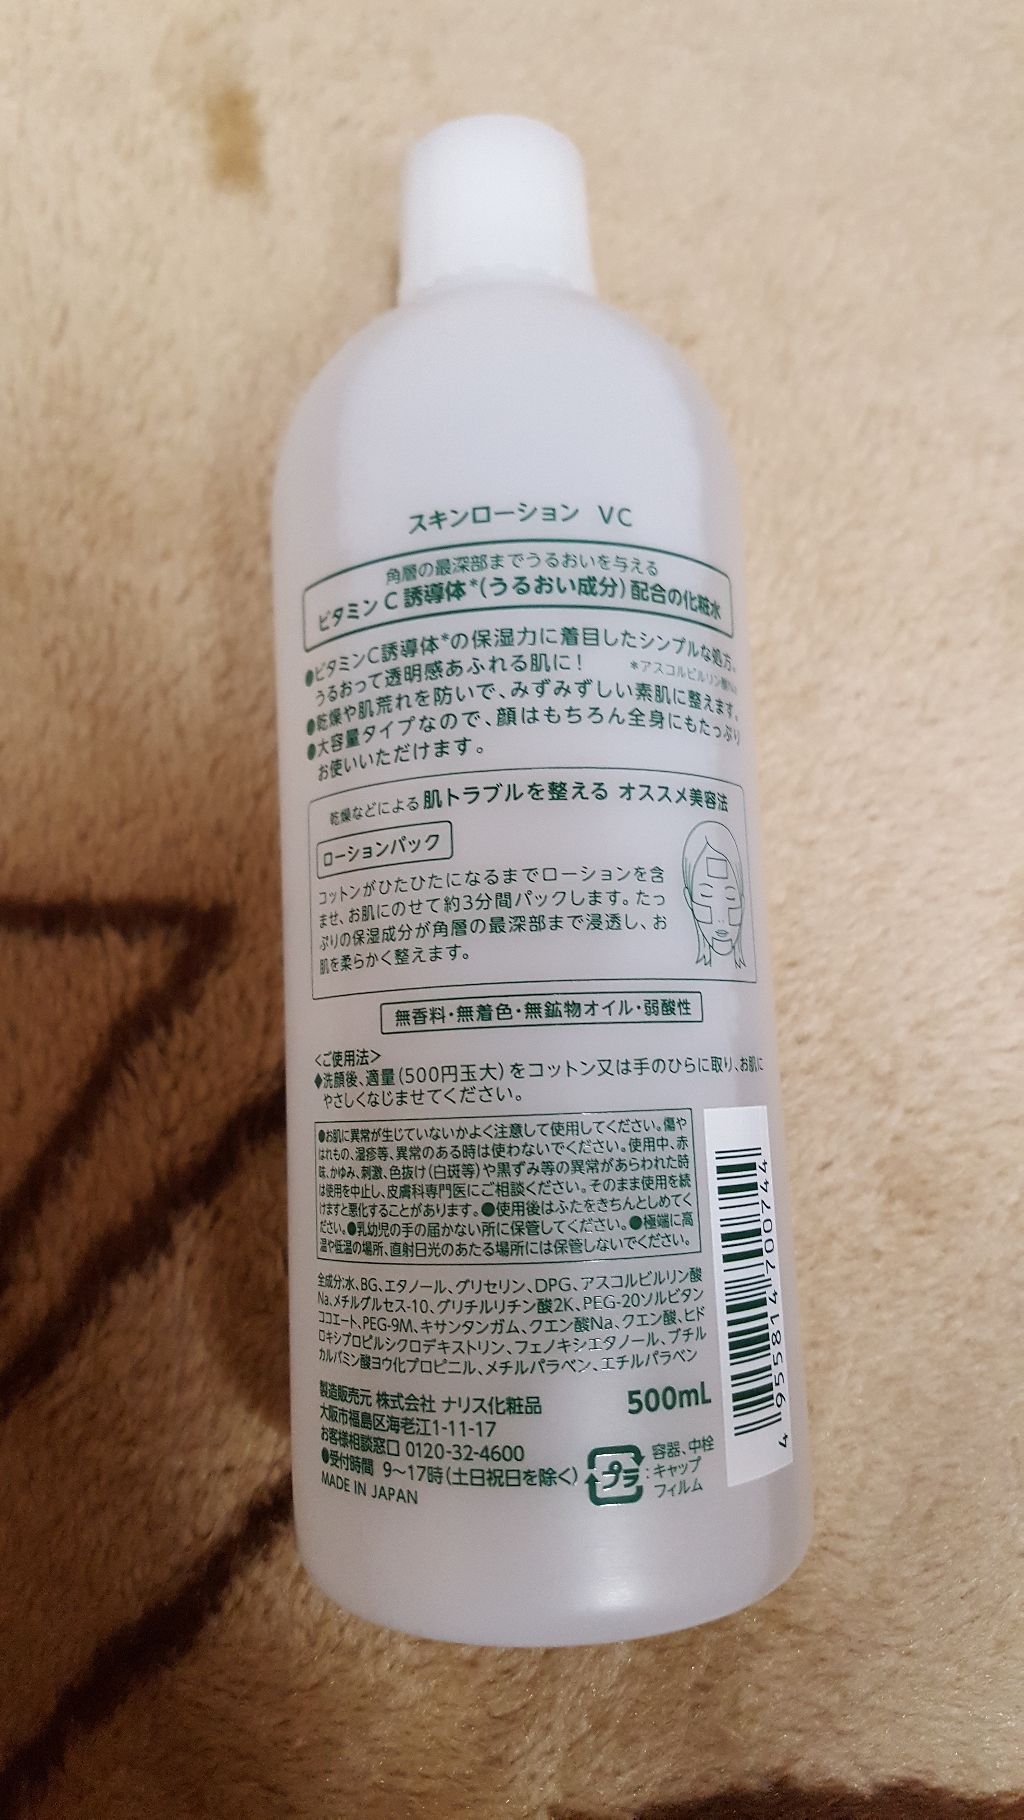 スキンローション VC
角層の最深部までうるおいを与える
ビタミンC誘導体*(うるおい成分)配合の化粧水
●ビタミンC誘導体*の保湿力に着目したシンプルな処方。
うるおって透明感あふれる肌に!
*アスコルビルリン酸Na
●乾燥や肌荒れを防いで、みずみずしい素肌に整えます。
●大容量タイプなので、顔はもちろん全身にもたっぷり
お使いいただけます。
乾燥などによる肌トラブルを整える オススメ美容法
ローションパック
コットンがひたひたになるまでローションを含
ませ、お肌にのせて約3分間パックします。たっ
ぷりの保湿成分が角層の最深部まで浸透し、お
肌を柔らかく整えます。
無香料・無着色・無鉱物オイル・弱酸性
<ご使用法>
◆洗顔後、適量(500円玉大)をコットン又は手のひらに取り、お肌に
やさしくなじませてください。
●お肌に異常が生じていないかよく注意して使用してください。傷や
はれもの、湿疹等、異常のある時は使わないでください。使用中、赤
味、かゆみ、刺激、色抜け(白斑等)や黒ずみ等の異常があらわれた時
は使用を中止し、皮膚科専門医にご相談ください。そのまま使用を続
けますと悪化することがあります。●使用後はふたをきちんとしめてく
ださい。●乳幼児の手の届かない所に保管してください。●極端に高
温や低温の場所、直射日光のあたる場所には保管しないでください。
全成分:水、BG、エタノール、グリセリン、DPG、アスコルビルリン酸
Na、メチルグルセス-10、グリチルリチン酸2K、PEG-20ソルビタン
ココエート、PEG-9M、キサンタンガム、クエン酸Na、クエン酸、ヒド
ロキシプロピルシクロデキストリン、フェノキシエタノール、ブチル
カルバミン酸ヨウ化プロピニル、メチルパラベン、エチルパラベン
製造販売元 株式会社 ナリス化粧品
大阪市福島区海老江1-11-17
お客様相談窓口 0120-32-4600
●受付時間 9~17時(土日祝日を除く)
MADE IN JAPAN
500mL
プラ
:容器、中栓
キャップ
フィルム
4955814700744